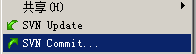 共享(H)
SVN Update
SVN Commit...